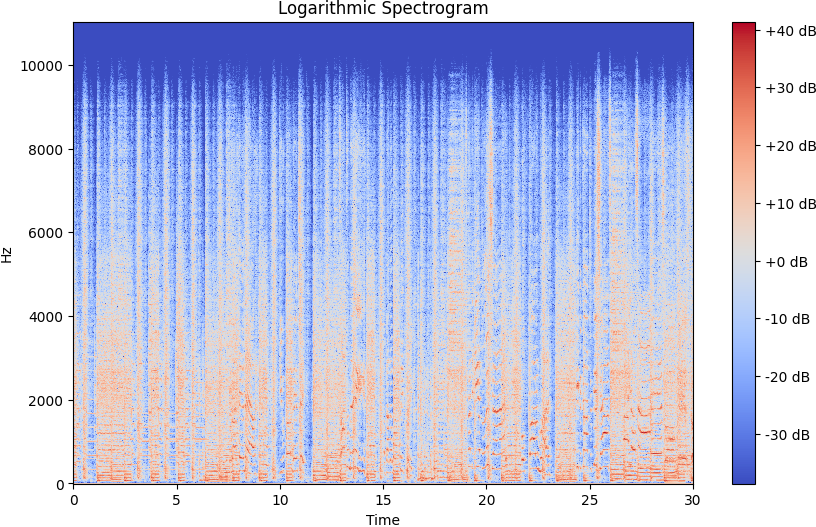 Logarithmic Spectrogram
10000
8000
6000
4000
2000
0
Hz
0 5 10 15 20 25 30
Time
+40 dB
+30 dB
+20 dB
+10 dB
+0 dB
-10 dB
-20 dB
-30 dB